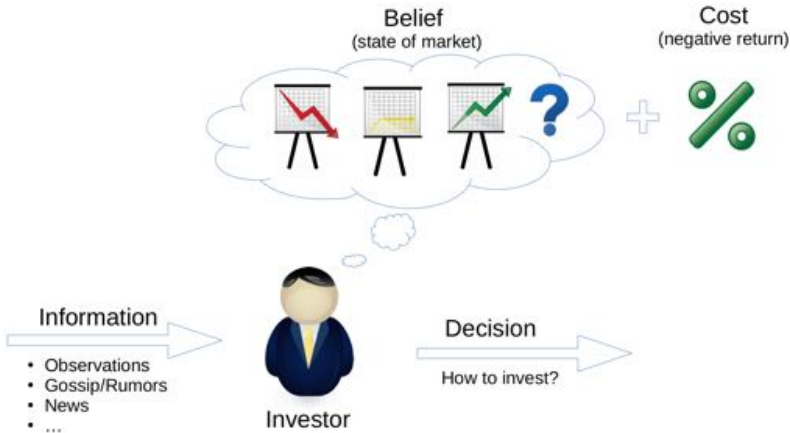 Belief
(state of market)
Cost
(negative return)
?
+
%
Information
• Observations
• Gossip/Rumors
• News
• ...
Investor
Decision
How to invest?